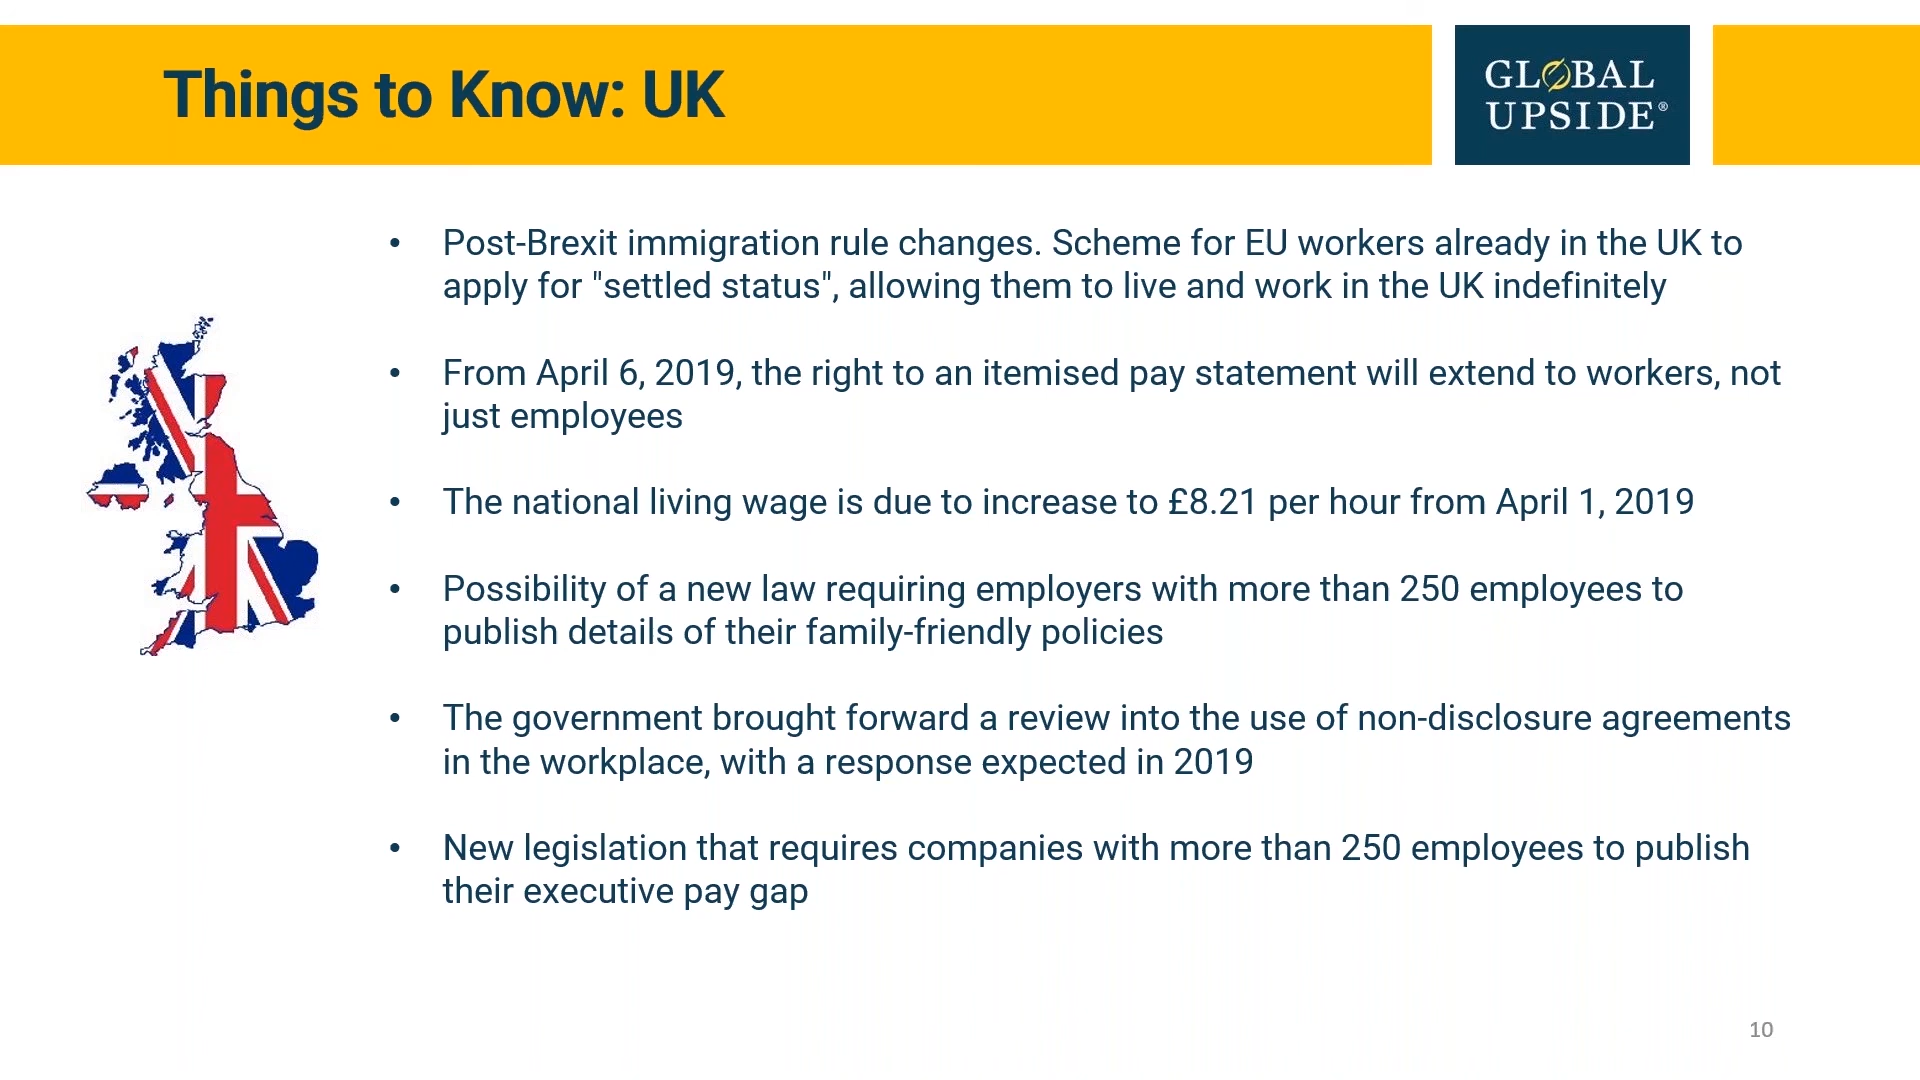 Things to Know: UK
GLOBAL
UPSIDE®
• Post-Brexit immigration rule changes. Scheme for EU workers already in the UK to
apply for "settled status", allowing them to live and work in the UK indefinitely
• From April 6, 2019, the right to an itemised pay statement will extend to workers, not
just employees
• The national living wage is due to increase to £8.21 per hour from April 1, 2019
• Possibility of a new law requiring employers with more than 250 employees to
publish details of their family-friendly policies
• The government brought forward a review into the use of non-disclosure agreements
in the workplace, with a response expected in 2019
• New legislation that requires companies with more than 250 employees to publish
their executive pay gap
10